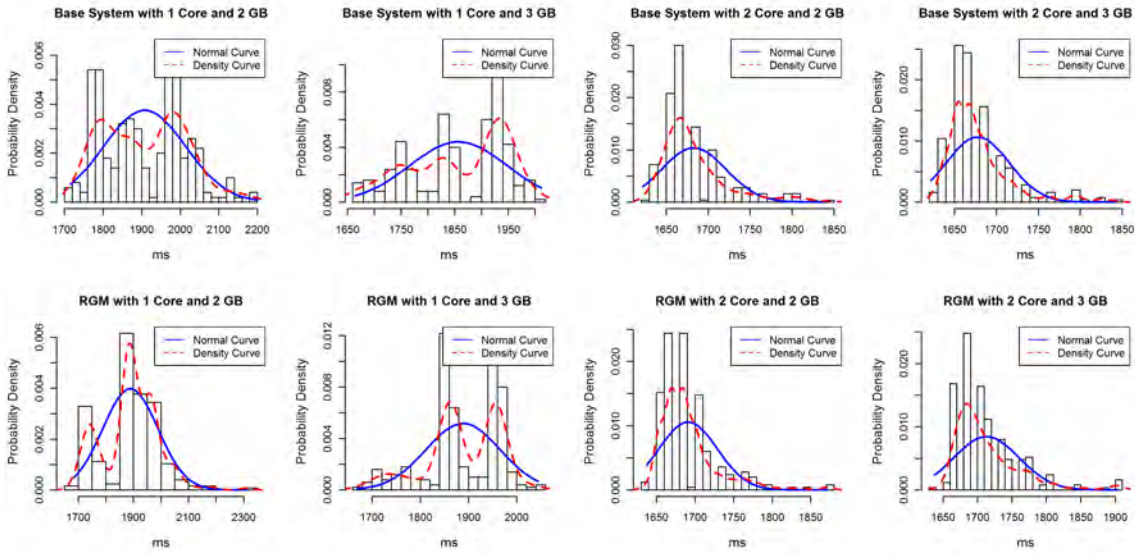 Base System with 1 Core and 2 GB
Normal Curve
Density Curve
Probability Density
0.000 0.002 0.004 0.006
1700 1800 1900 2000 2100 2200
ms
Base System with 1 Core and 3 GB
Normal Curve
Density Curve
Probability Density
0.000 0.004 0.008
1650 1750 1850 1950
ms
Base System with 2 Core and 2 GB
Normal Curve
Density Curve
Probability Density
0.000 0.010 0.020 0.030
1650 1700 1750 1800 1850
ms
Base System with 2 Core and 3 GB
Normal Curve
Density Curve
Probability Density
0.000 0.010 0.020
1650 1700 1750 1800 1850
ms
RGM with 1 Core and 2 GB
Normal Curve
Density Curve
Probability Density
0.000 0.002 0.004 0.006
1700 1900 2100 2300
ms
RGM with 1 Core and 3 GB
Normal Curve
Density Curve
Probability Density
0.000 0.004 0.008 0.012
1700 1800 1900 2000
ms
RGM with 2 Core and 2 GB
Normal Curve
Density Curve
Probability Density
0.000 0.010 0.020
1650 1700 1750 1800 1850
ms
RGM with 2 Core and 3 GB
Normal Curve
Density Curve
Probability Density
0.000 0.010 0.020
1650 1700 1750 1800 1850 1900
ms